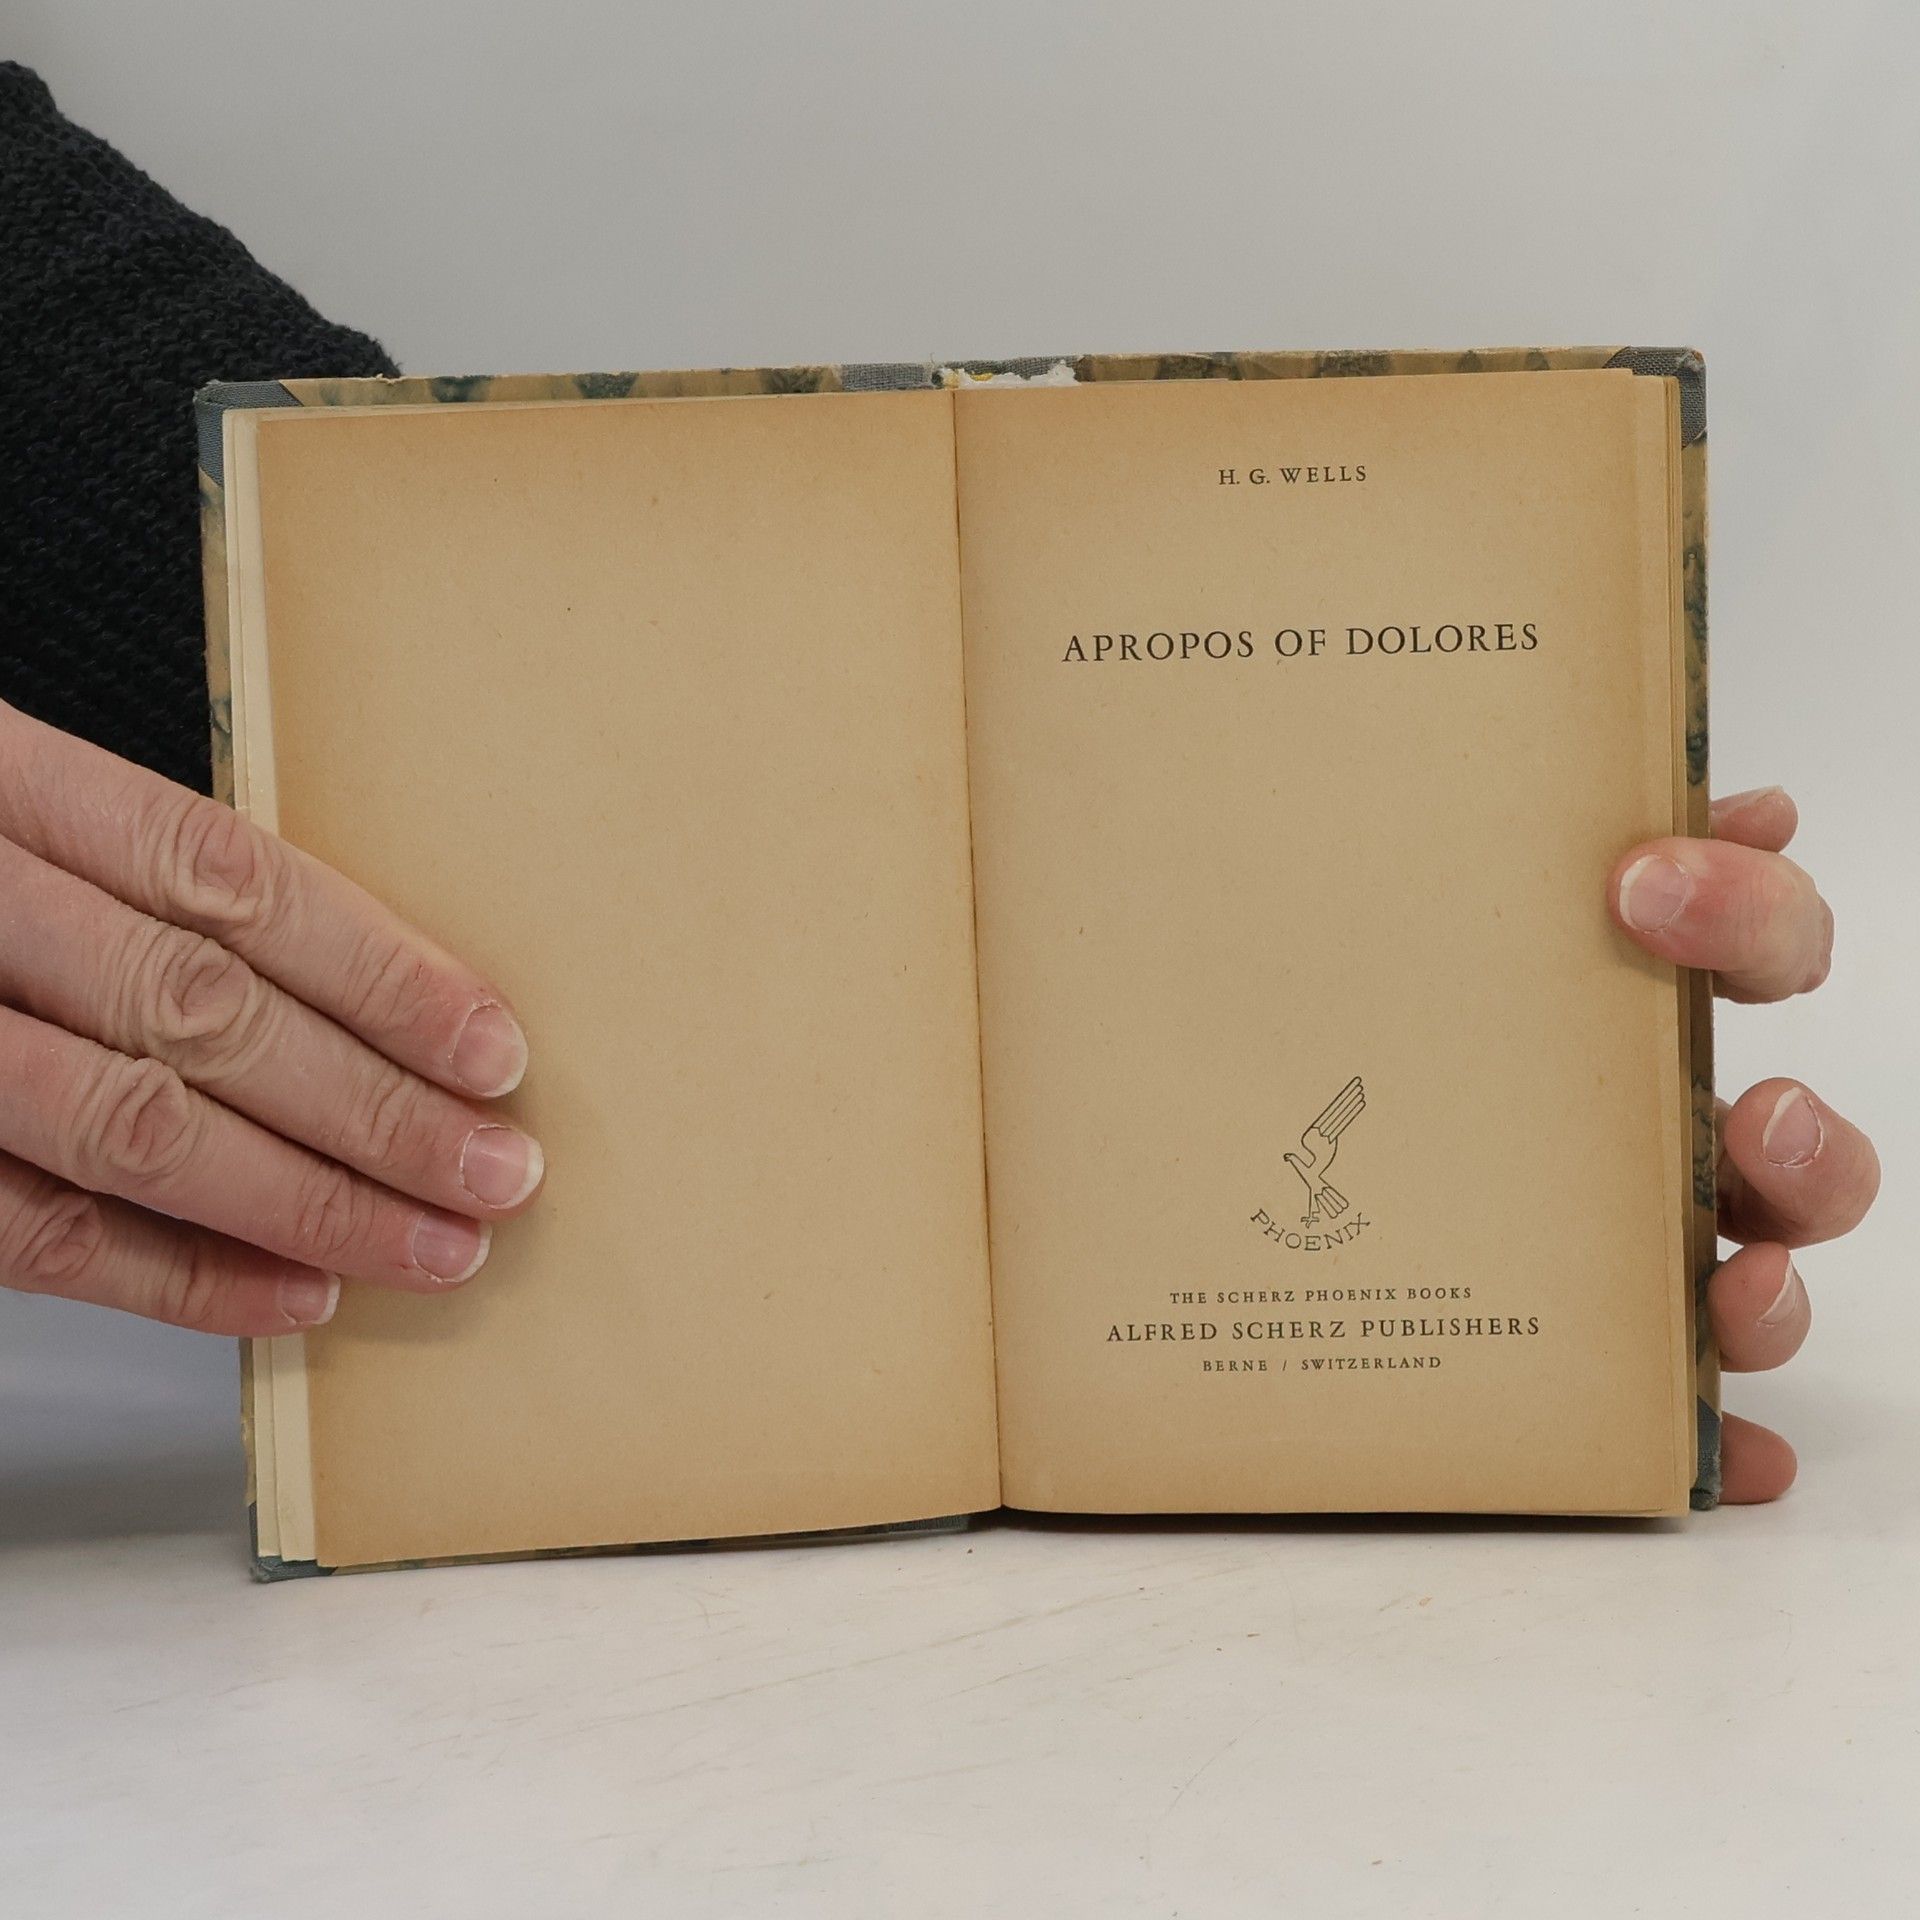 H. G. WELLS
APROPOS OF DOLORES
PHOENIX
THE SCHERZ PHOENIX BOOKS
ALFRED SCHERZ PUBLISHERS
BERNE / SWITZERLAND